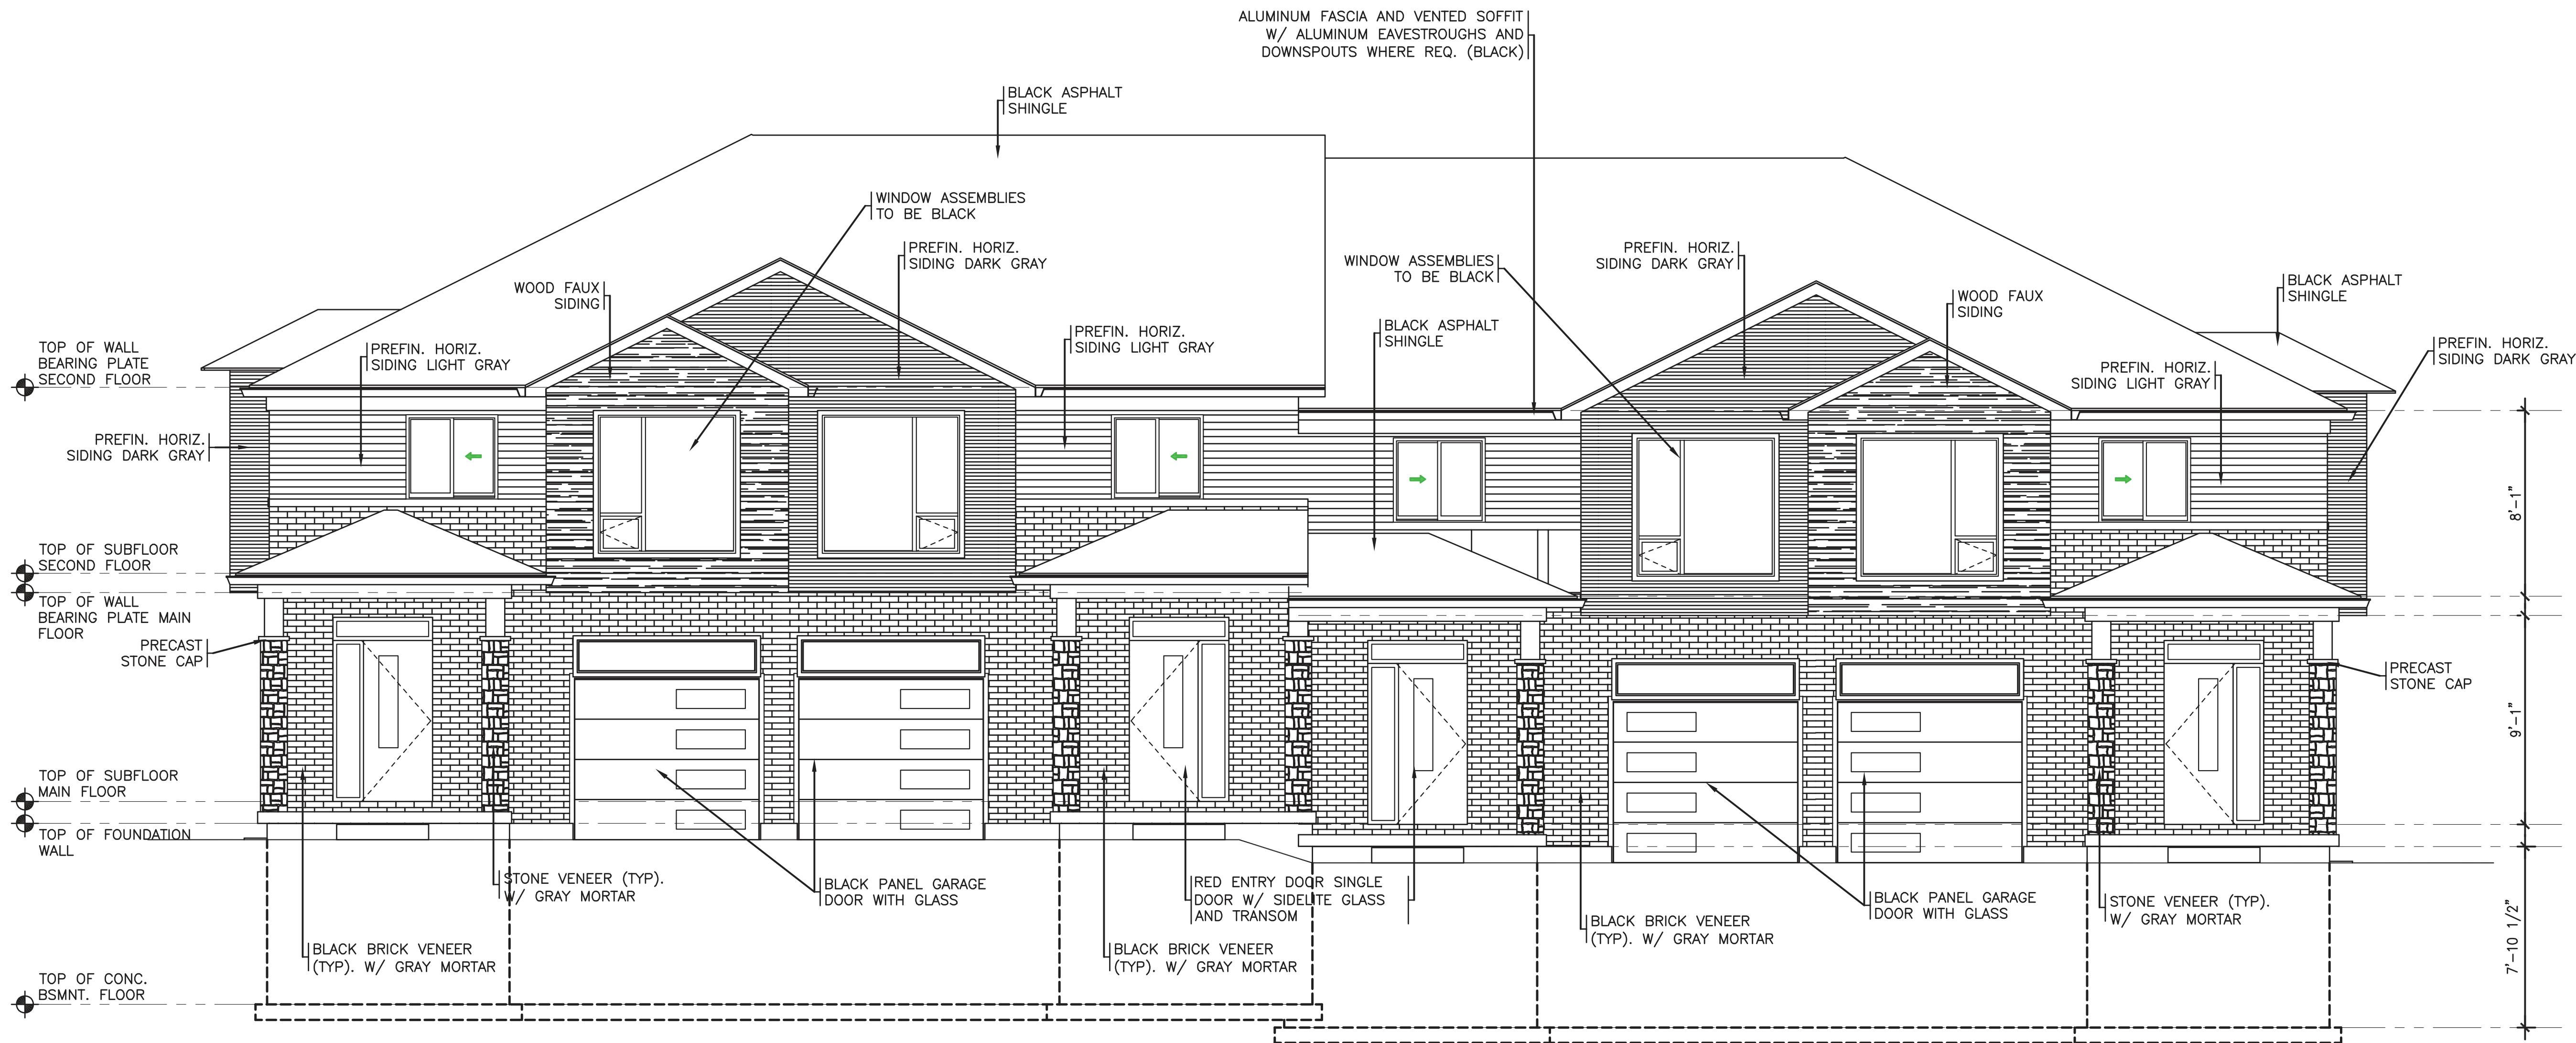 ALUMINUM FASCIA AND VENTED SOFFIT
W/ ALUMINUM EAVESTROUGHS AND
DOWNSPOUTS WHERE REQ. (BLACK)
BLACK ASPHALT
SHINGLE
WINDOW ASSEMBLIES
TO BE BLACK
PREFIN. HORIZ.
SIDING DARK GRAY
WOOD FAUX
SIDING
PREFIN. HORIZ.
SIDING LIGHT GRAY
PREFIN. HORIZ.
SIDING LIGHT GRAY
WINDOW ASSEMBLIES
TO BE BLACK
BLACK ASPHALT
SHINGLE
PREFIN. HORIZ.
SIDING DARK GRAY
WOOD FAUX
SIDING
BLACK ASPHALT
SHINGLE
PREFIN. HORIZ.
SIDING DARK GRAY
PREFIN. HORIZ.
SIDING LIGHT GRAY
TOP OF WALL
BEARING PLATE
SECOND FLOOR
PREFIN. HORIZ.
SIDING DARK GRAY
TOP OF SUBFLOOR
SECOND FLOOR
TOP OF WALL
BEARING PLATE MAIN
FLOOR
PRECAST
STONE CAP
TOP OF SUBFLOOR
MAIN FLOOR
TOP OF FOUNDATION
WALL
TOP OF CONC.
BSMNT. FLOOR
STONE VENEER (TYP).
W/ GRAY MORTAR
BLACK BRICK VENEER
(TYP). W/ GRAY MORTAR
BLACK PANEL GARAGE
DOOR WITH GLASS
RED ENTRY DOOR SINGLE
DOOR W/ SIDELITE GLASS
AND TRANSOM
BLACK BRICK VENEER
(TYP). W/ GRAY MORTAR
BLACK BRICK VENEER
(TYP). W/ GRAY MORTAR
BLACK PANEL GARAGE
DOOR WITH GLASS
STONE VENEER (TYP).
W/ GRAY MORTAR
PRECAST
STONE CAP
8'-1"
9'-1"
7'-10 1/2"